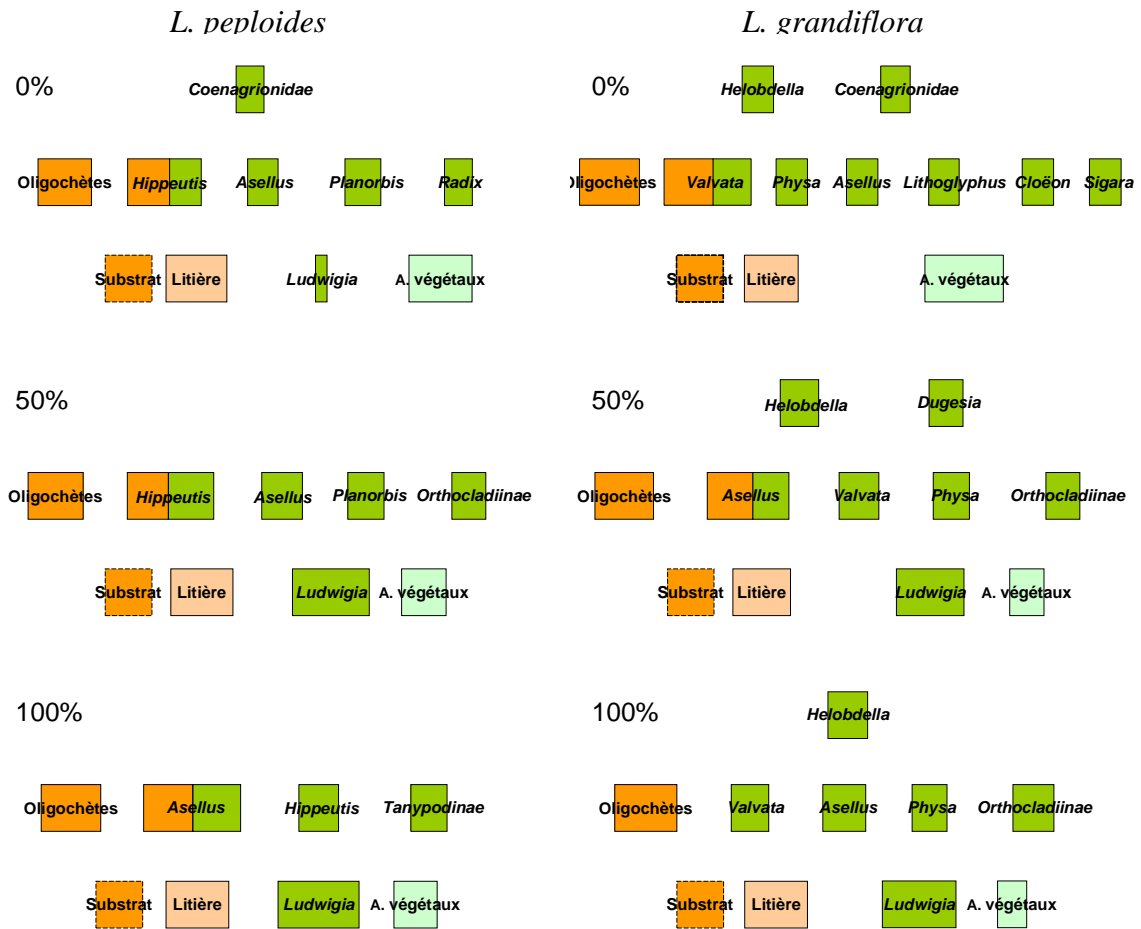 L. peploides
L. grandiflora
0%
Coenagrionidae
Oligochètes Hippeutis Asellus Planorbis Radix
Substrat Litière Ludwigia A. végétaux
0%
Helobdella Coenagrionidae
Oligochètes Valvata Physa Asellus Lithoglyphus Cloëon Sigara
Substrat Litière A. végétaux
50%
Oligochètes Hippeutis Asellus Planorbis Orthocladiinae
Substrat Litière Ludwigia A. végétaux
50%
Helobdella Dugesia
Oligochètes Asellus Valvata Physa Orthocladiinae
Substrat Litière Ludwigia A. végétaux
100%
Oligochètes Asellus Hippeutis Tanypodinae
Substrat Litière Ludwigia A. végétaux
100%
Helobdella
Oligochètes Valvata Asellus Physa Orthocladiinae
Substrat Litière Ludwigia A. végétaux